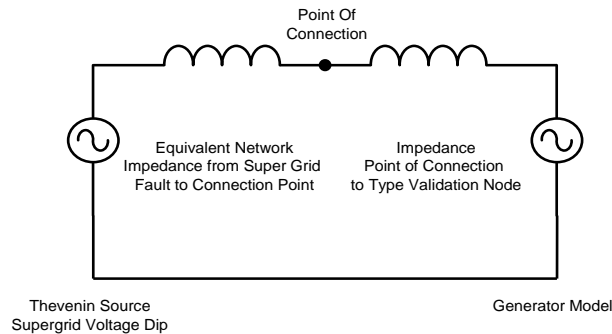 Point Of
Connection
Equivalent Network
Impedance from Super Grid
Fault to Connection Point
Impedance
Point of Connection
to Type Validation Node
Thevenin Source
Supergrid Voltage Dip
Generator Model